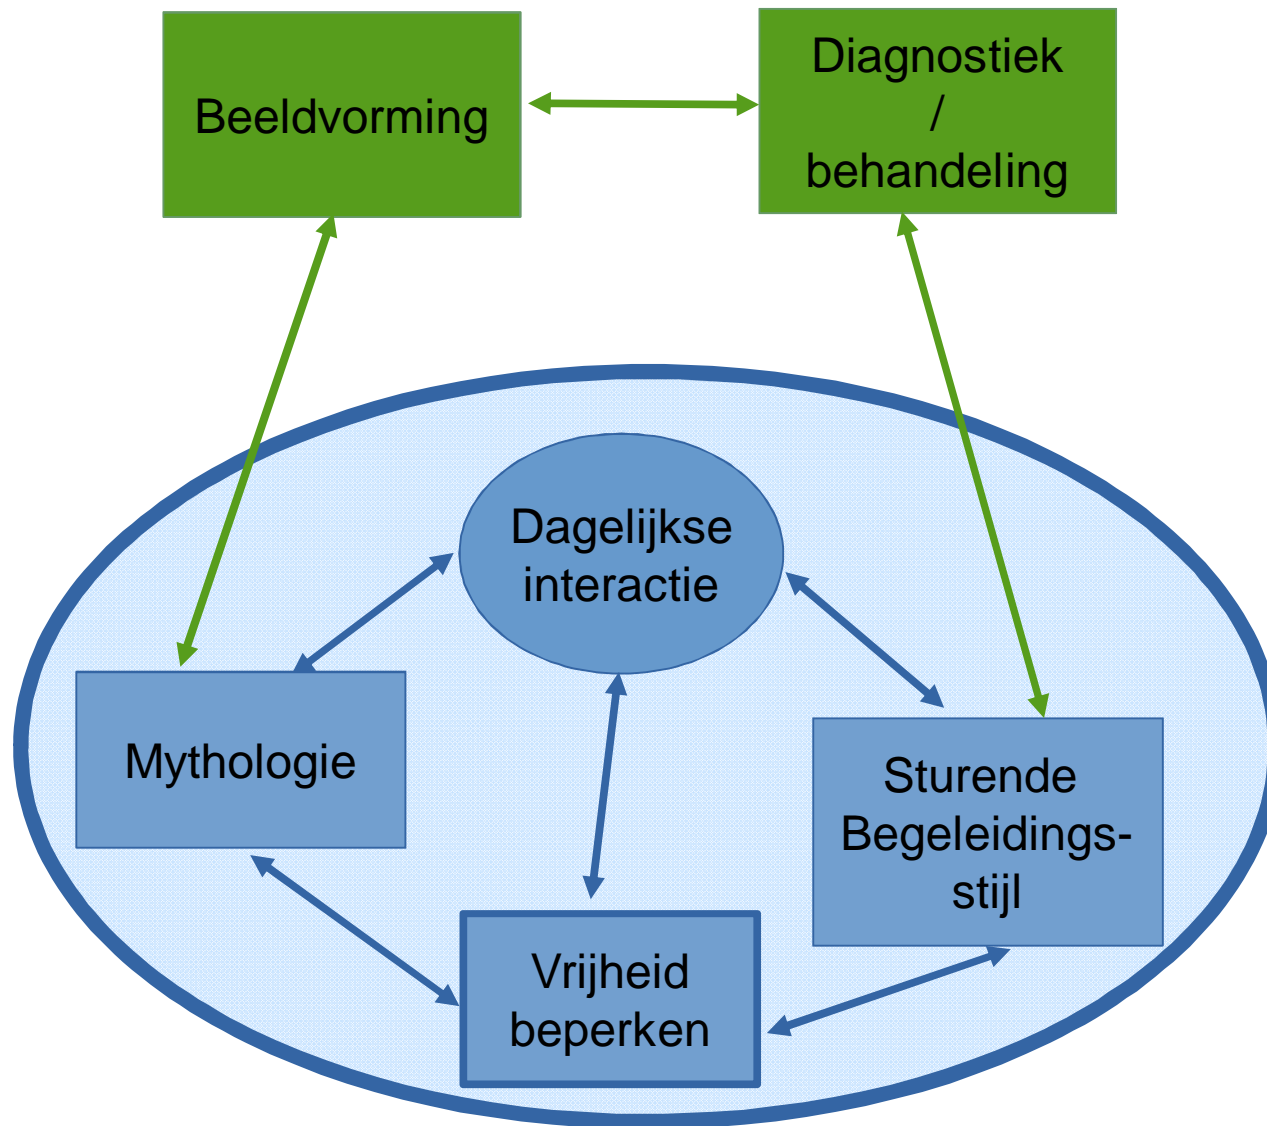 Beeldvorming
Diagnostiek
/
behandeling
Dagelijkse
interactie
Mythologie
Sturende
Begeleidings-
stijl
Vrijheid
beperken